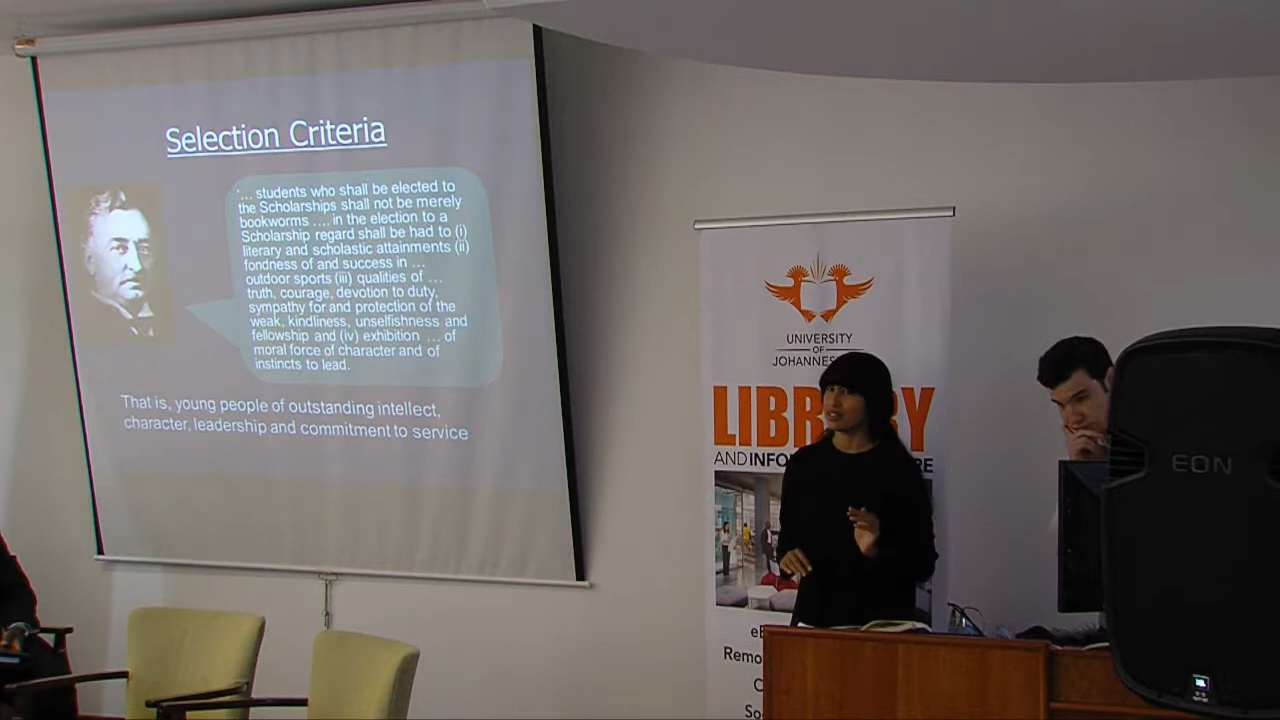 Selection Criteria
‘... students who shall be elected to
the Scholarships shall not be merely
bookworms .... in the election to a
Scholarship regard shall be had to (i)
literary and scholastic attainments (ii)
fondness of and success in ...
outdoor sports (iii) qualities of ...
truth, courage, devotion to duty,
sympathy for and protection of the
weak, kindliness, unselfishness and
fellowship and (iv) exhibition ... of
moral force of character and of
instincts to lead.
That is, young people of outstanding intellect,
character, leadership and commitment to service
UNIVERSITY
OF
JOHANNES
LIBR RY
AND INFO RE
eB
Remo
C
So
EON